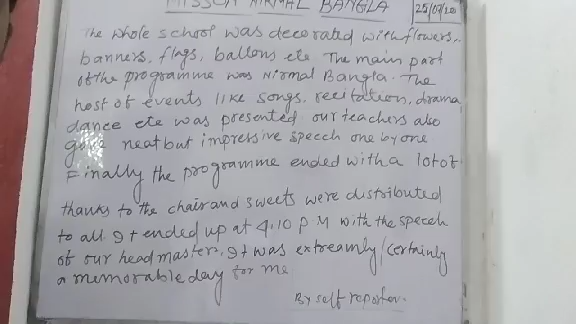 MISSON NIRMAL BANGLA
25/07/18
The whole school was decorated with flowers,
banners, flags, ballons etc The main part
of the programme was Nirmal Bangla. The
host of events like songs, recitation, drama
dance etc was presented our teachers also
gave neat but impressive speech one by one
Finally the programme ended with a lot of
thanks to the chair and sweets were distributed
to all. It ended up at 4.10 P.M with the speech
of our head master. It was extreamly/certainly
a memorable day for me
By self reporter.